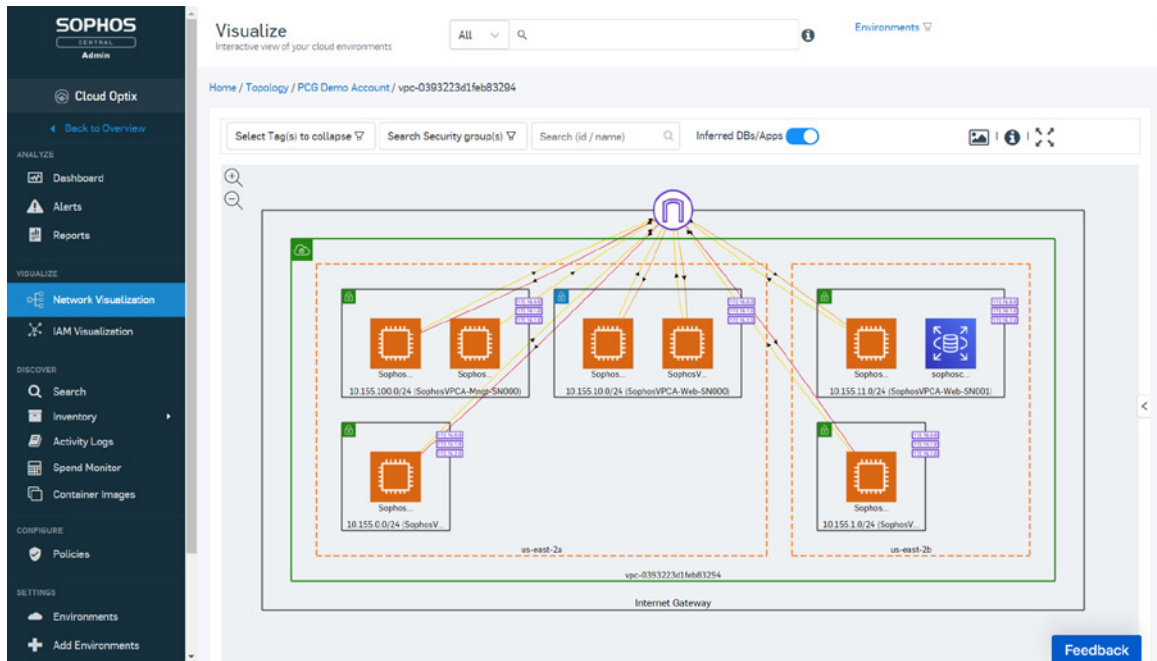 SOPHOS
CENTRAL
Admin
Cloud Optix
Back to Overview
ANALYZE
Dashboard
Alerts
Reports
VISUALIZE
Network Visualization
IAM Visualization
DISCOVER
Search
Inventory
Activity Logs
Spend Monitor
Container Images
CONFIGURE
Policies
SETTINGS
Environments
Add Environments
Visualize
Interactive view of your cloud environments
All
Environments
Home / Topology / PCG Demo Account / vpc-0393223d1feb83294
Select Tag(s) to collapse
Search Security group(s)
Search (id / name)
Inferred DBs/Apps
Sophos...
Sophos...
10.155.100.0/24 (SophosVPCA-Mngt-SN000)
Sophos...
SophosV...
10.155.10.0/24 (SophosVPCA-Web-SN000)
Sophos...
sophosc...
10.155.11.0/24 (SophosVPCA-Web-SN001)
Sophos...
10.155.0.0/24 (SophosV...
Sophos...
10.155.1.0/24 (SophosV...
us-east-2a
us-east-2b
vpc-0393223d1feb83294
Internet Gateway
Feedback